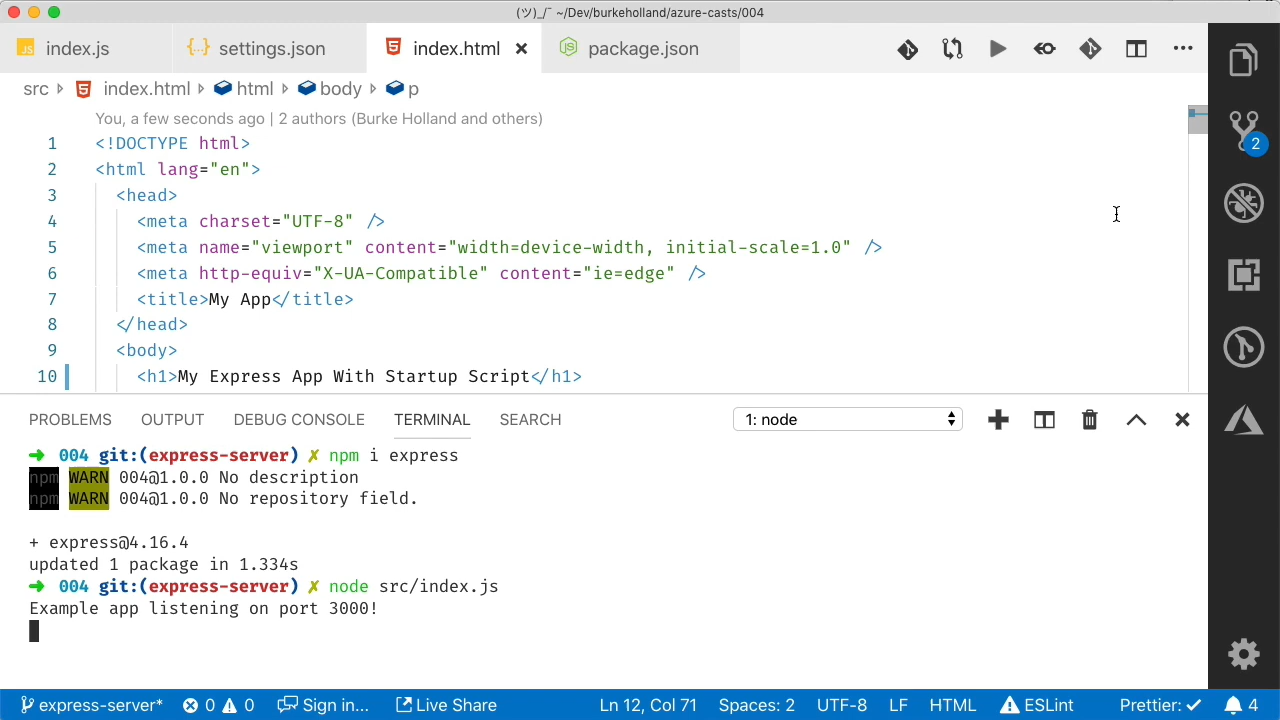 (ツ)_/¯ ~/Dev/burkeholland/azure-casts/004
JS index.js {..} settings.json index.html × package.json
src index.html html body p
You, a few seconds ago | 2 authors (Burke Holland and others)
1 <!DOCTYPE html>
2 <html lang="en">
3 <head>
4 <meta charset="UTF-8" />
5 <meta name="viewport" content="width=device-width, initial-scale=1.0" />
6 <meta http-equiv="X-UA-Compatible" content="ie=edge" />
7 <title>My App</title>
8 </head>
9 <body>
10 <h1>My Express App With Startup Script</h1>
2
PROBLEMS OUTPUT DEBUG CONSOLE TERMINAL SEARCH 1: node
➜ 004 git:(express-server) ✗ npm i express
npm WARN 004@1.0.0 No description
npm WARN 004@1.0.0 No repository field.
+ express@4.16.4
updated 1 package in 1.334s
➜ 004 git:(express-server) ✗ node src/index.js
Example app listening on port 3000!
express-server* 0 0 Sign in... Live Share Ln 12, Col 71 Spaces: 2 UTF-8 LF HTML ESLint Prettier: ✓ 4